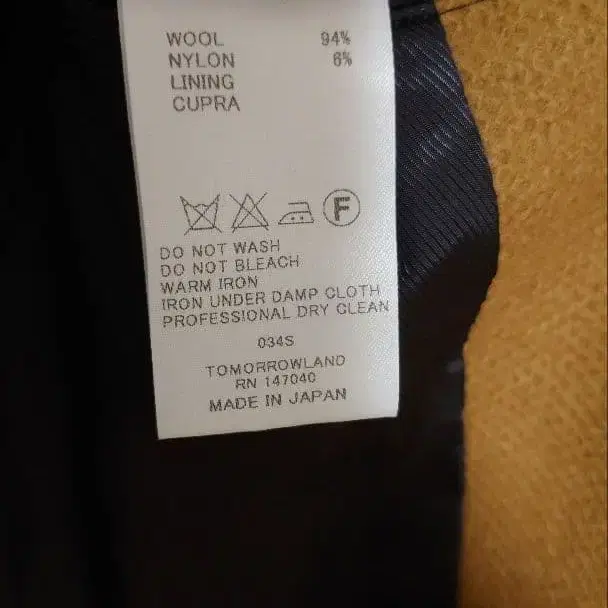 WOOL 94%
NYLON 6%
LINING
CUPRA
F
DO NOT WASH
DO NOT BLEACH
WARM IRON
IRON UNDER DAMP CLOTH
PROFESSIONAL DRY CLEAN
034S
TOMORROWLAND
RN 147040
MADE IN JAPAN